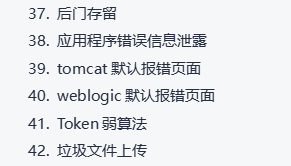 37. 后门存留
38. 应用程序错误信息泄露
39. tomcat 默认报错页面
40. weblogic 默认报错页面
41. Token 弱算法
42. 垃圾文件上传